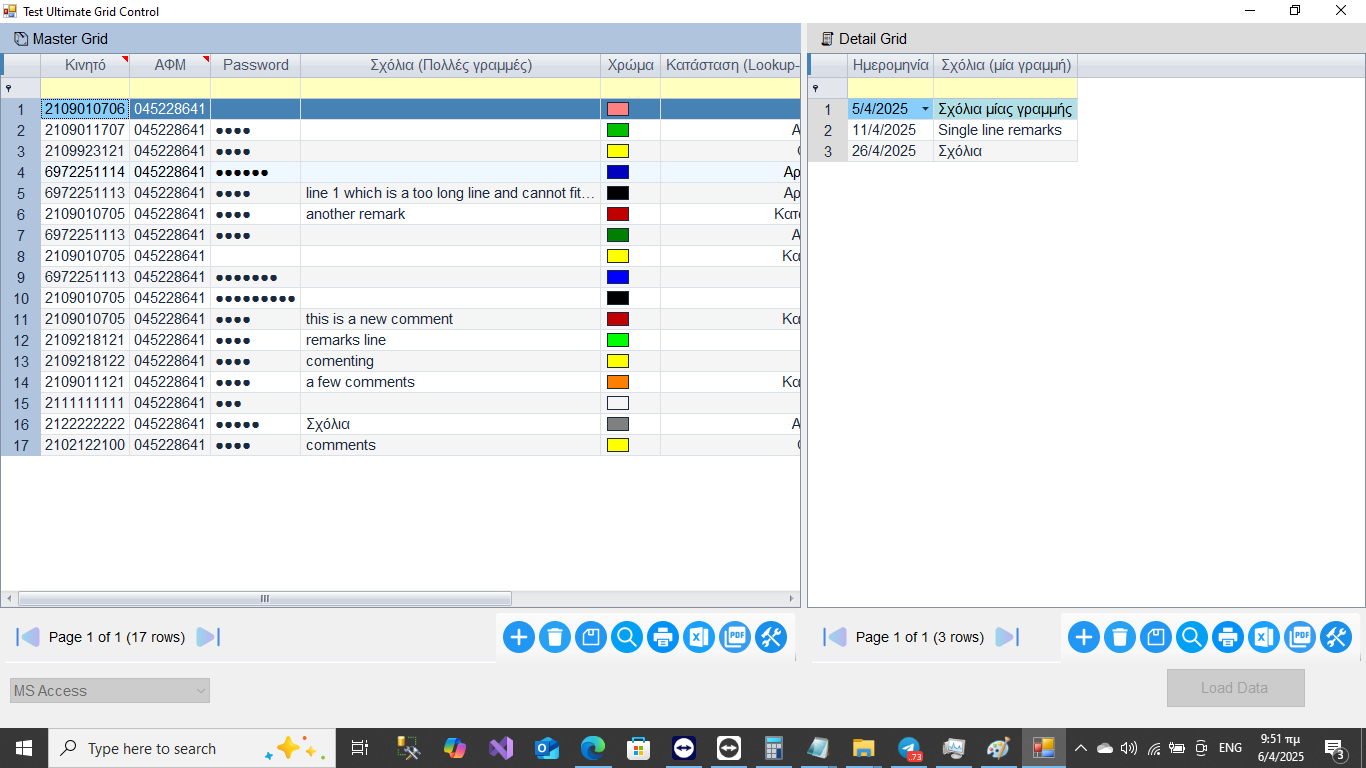 Test Ultimate Grid Control
Master Grid
Κινητό ΑΦΜ Password Σχόλια (Πολλές γραμμές) Χρώμα Κατάσταση (Lookup-
1 2109010706 045228641
2 2109011707 045228641 ●●●● Α
3 2109923121 045228641 ●●●●
4 6972251114 045228641 ●●●●●● Αρ
5 6972251113 045228641 ●●●● line 1 which is a too long line and cannot fit... Αρ
6 2109010705 045228641 ●●●● another remark Κατ
7 6972251113 045228641 ●●●● Α
8 2109010705 045228641 Κα
9 6972251113 045228641 ●●●●●●●
10 2109010705 045228641 ●●●●●●●●●
11 2109010705 045228641 ●●●● this is a new comment Κα
12 2109218121 045228641 ●●●● remarks line
13 2109218122 045228641 ●●●● comenting
14 2109011121 045228641 ●●●● a few comments Κα
15 2111111111 045228641 ●●●
16 2122222222 045228641 ●●●●● Σχόλια Α
17 2102122100 045228641 ●●●● comments
Page 1 of 1 (17 rows)
MS Access
Detail Grid
Ημερομηνία Σχόλια (μία γραμμή)
1 5/4/2025 Σχόλια μίας γραμμής
2 11/4/2025 Single line remarks
3 26/4/2025 Σχόλια
Page 1 of 1 (3 rows)
Load Data
Type here to search
.73
ENG
9:51 πμ
6/4/2025
3